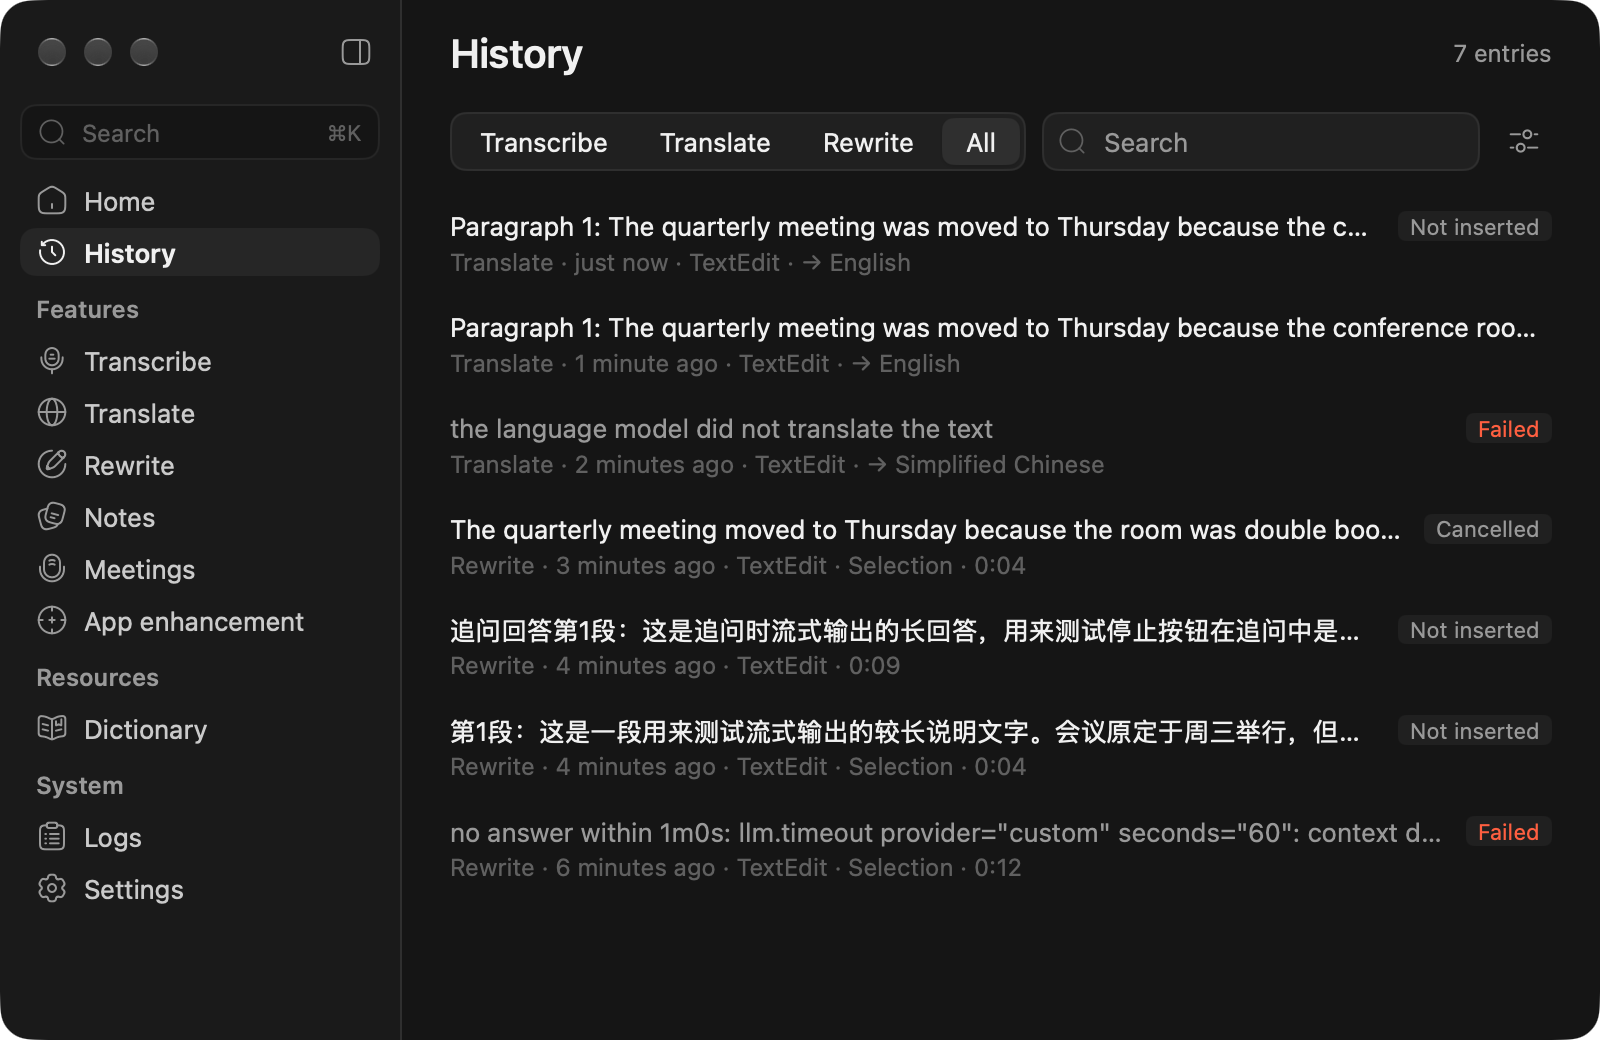 Search ⌘K
Home
History
Features
Transcribe
Translate
Rewrite
Notes
Meetings
App enhancement
Resources
Dictionary
System
Logs
Settings
History
7 entries
Transcribe Translate Rewrite All Search
Paragraph 1: The quarterly meeting was moved to Thursday because the c... Not inserted
Translate · just now · TextEdit · → English
Paragraph 1: The quarterly meeting was moved to Thursday because the conference roo...
Translate · 1 minute ago · TextEdit · → English
the language model did not translate the text Failed
Translate · 2 minutes ago · TextEdit · → Simplified Chinese
The quarterly meeting moved to Thursday because the room was double boo... Cancelled
Rewrite · 3 minutes ago · TextEdit · Selection · 0:04
追问回答第1段：这是追问时流式输出的长回答，用来测试停止按钮在追问中是... Not inserted
Rewrite · 4 minutes ago · TextEdit · 0:09
第1段：这是一段用来测试流式输出的较长说明文字。会议原定于周三举行，但... Not inserted
Rewrite · 4 minutes ago · TextEdit · Selection · 0:04
no answer within 1m0s: llm.timeout provider="custom" seconds="60": context d... Failed
Rewrite · 6 minutes ago · TextEdit · Selection · 0:12